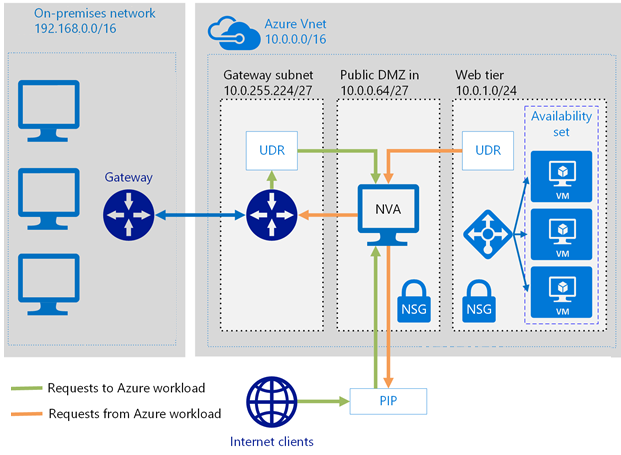 On-premises network
192.168.0.0/16
Azure Vnet
10.0.0.0/16
Gateway subnet
10.0.255.224/27
Public DMZ in
10.0.0.64/27
Web tier
10.0.1.0/24
Availability
set
UDR
UDR
Gateway
NVA
VM
VM
VM
NSG
NSG
Requests to Azure workload
Requests from Azure workload
PIP
Internet clients